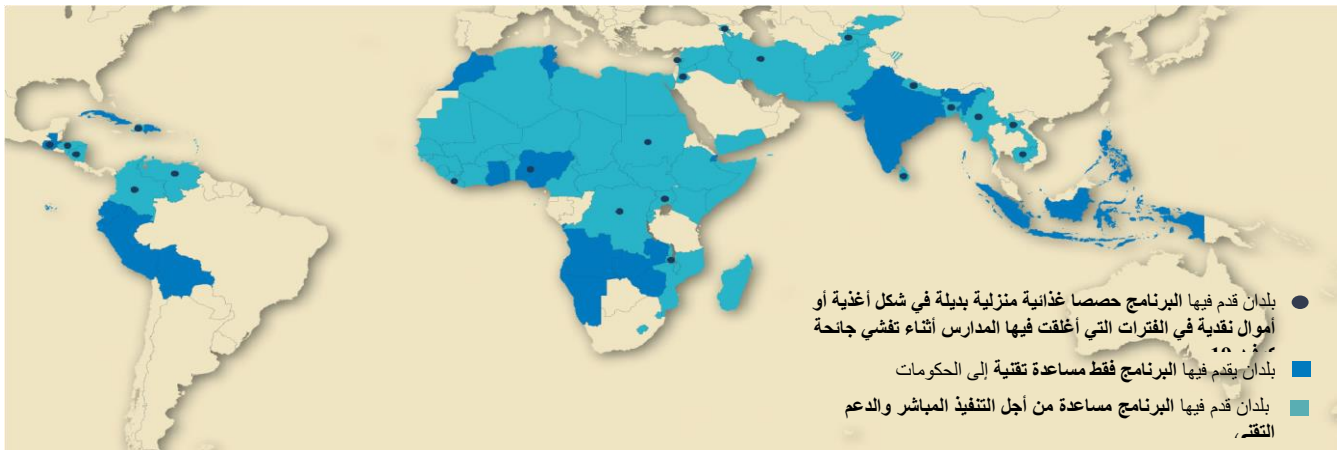 بلدان قدم فيها البرنامج حصصا غذائية منزلية بديلة في شكل أغذية أو
أموال نقدية في الفترات التي أغلقت فيها المدارس أثناء تفشي جائحة
بلدان يقدم فيها البرنامج فقط مساعدة تقنية إلى الحكومات
بلدان قدم فيها البرنامج مساعدة من أجل التنفيذ المباشر والدعم
التقني